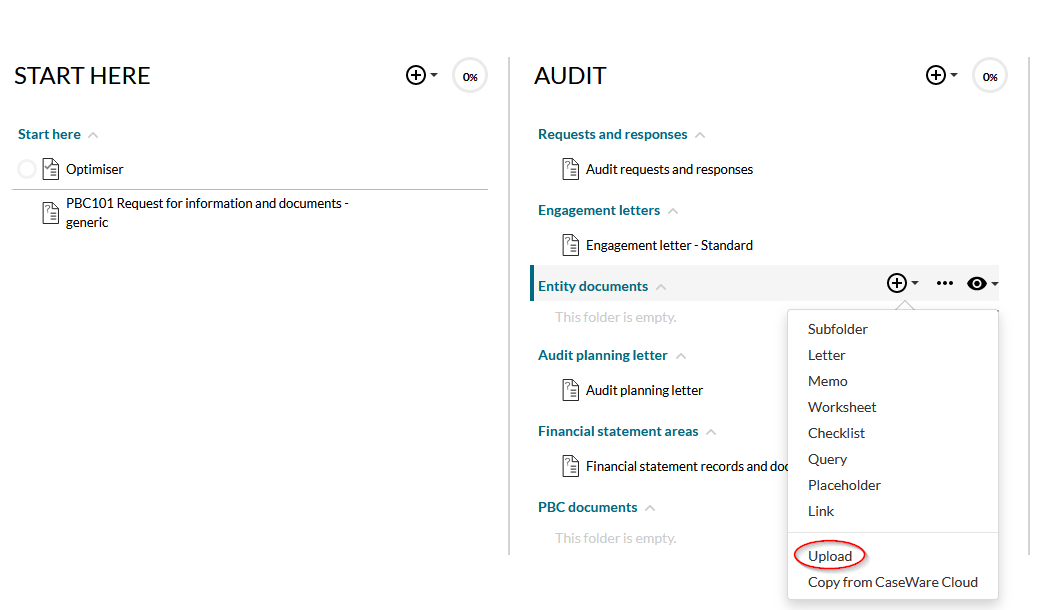 START HERE
0%
Start here
Optimiser
PBC101 Request for information and documents -
generic
AUDIT
0%
Requests and responses
Audit requests and responses
Engagement letters
Engagement letter - Standard
Entity documents
This folder is empty.
Audit planning letter
Audit planning letter
Financial statement areas
Financial statement records and doc
PBC documents
This folder is empty.
Subfolder
Letter
Memo
Worksheet
Checklist
Query
Placeholder
Link
Upload
Copy from CaseWare Cloud